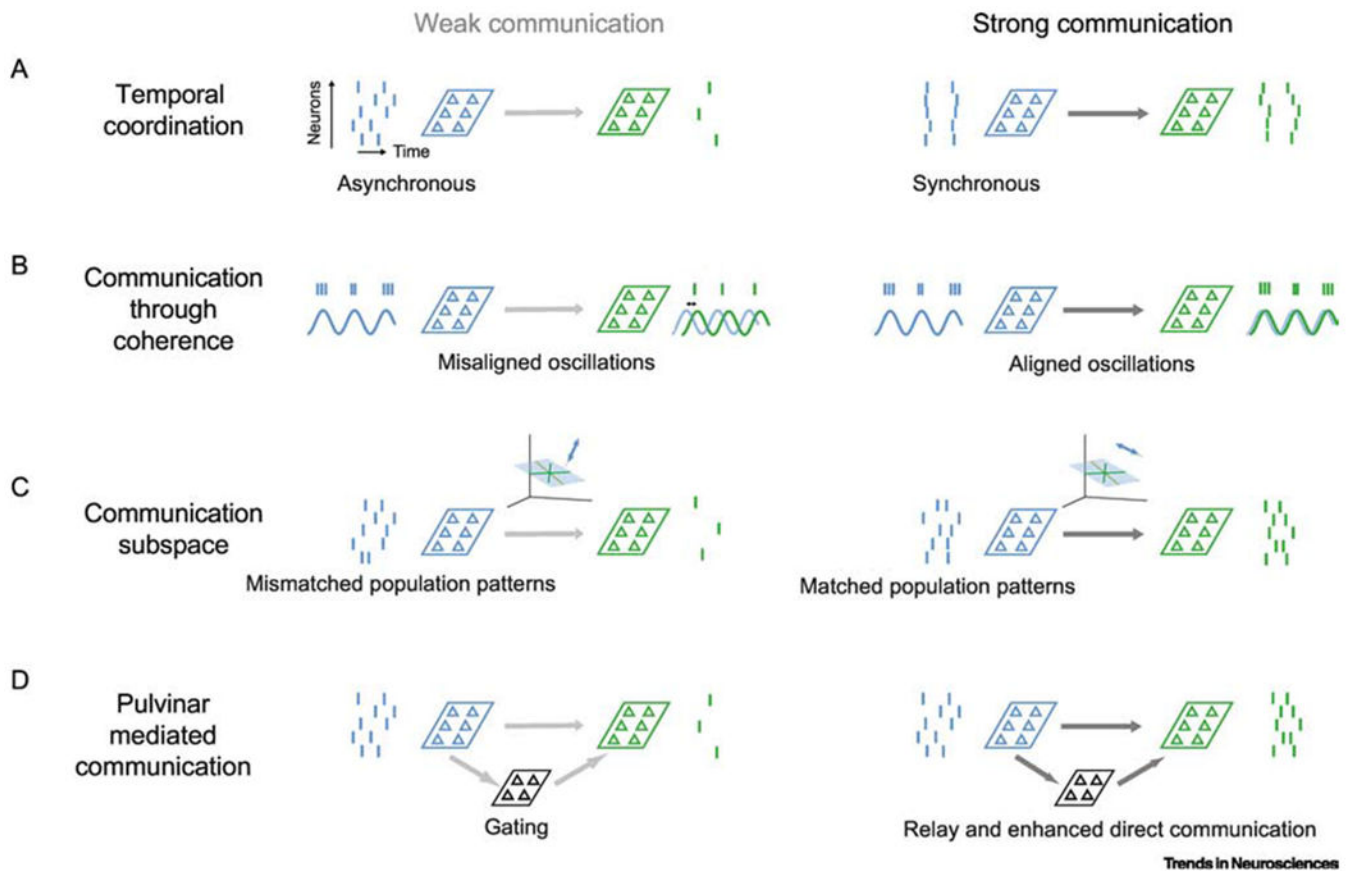 Weak communication
Strong communication
A
Temporal
coordination
Neurons
Time
Asynchronous
Synchronous
B
Communication
through
coherence
Misaligned oscillations
Aligned oscillations
C
Communication
subspace
Mismatched population patterns
Matched population patterns
D
Pulvinar
mediated
communication
Gating
Relay and enhanced direct communication
Trends in Neurosciences